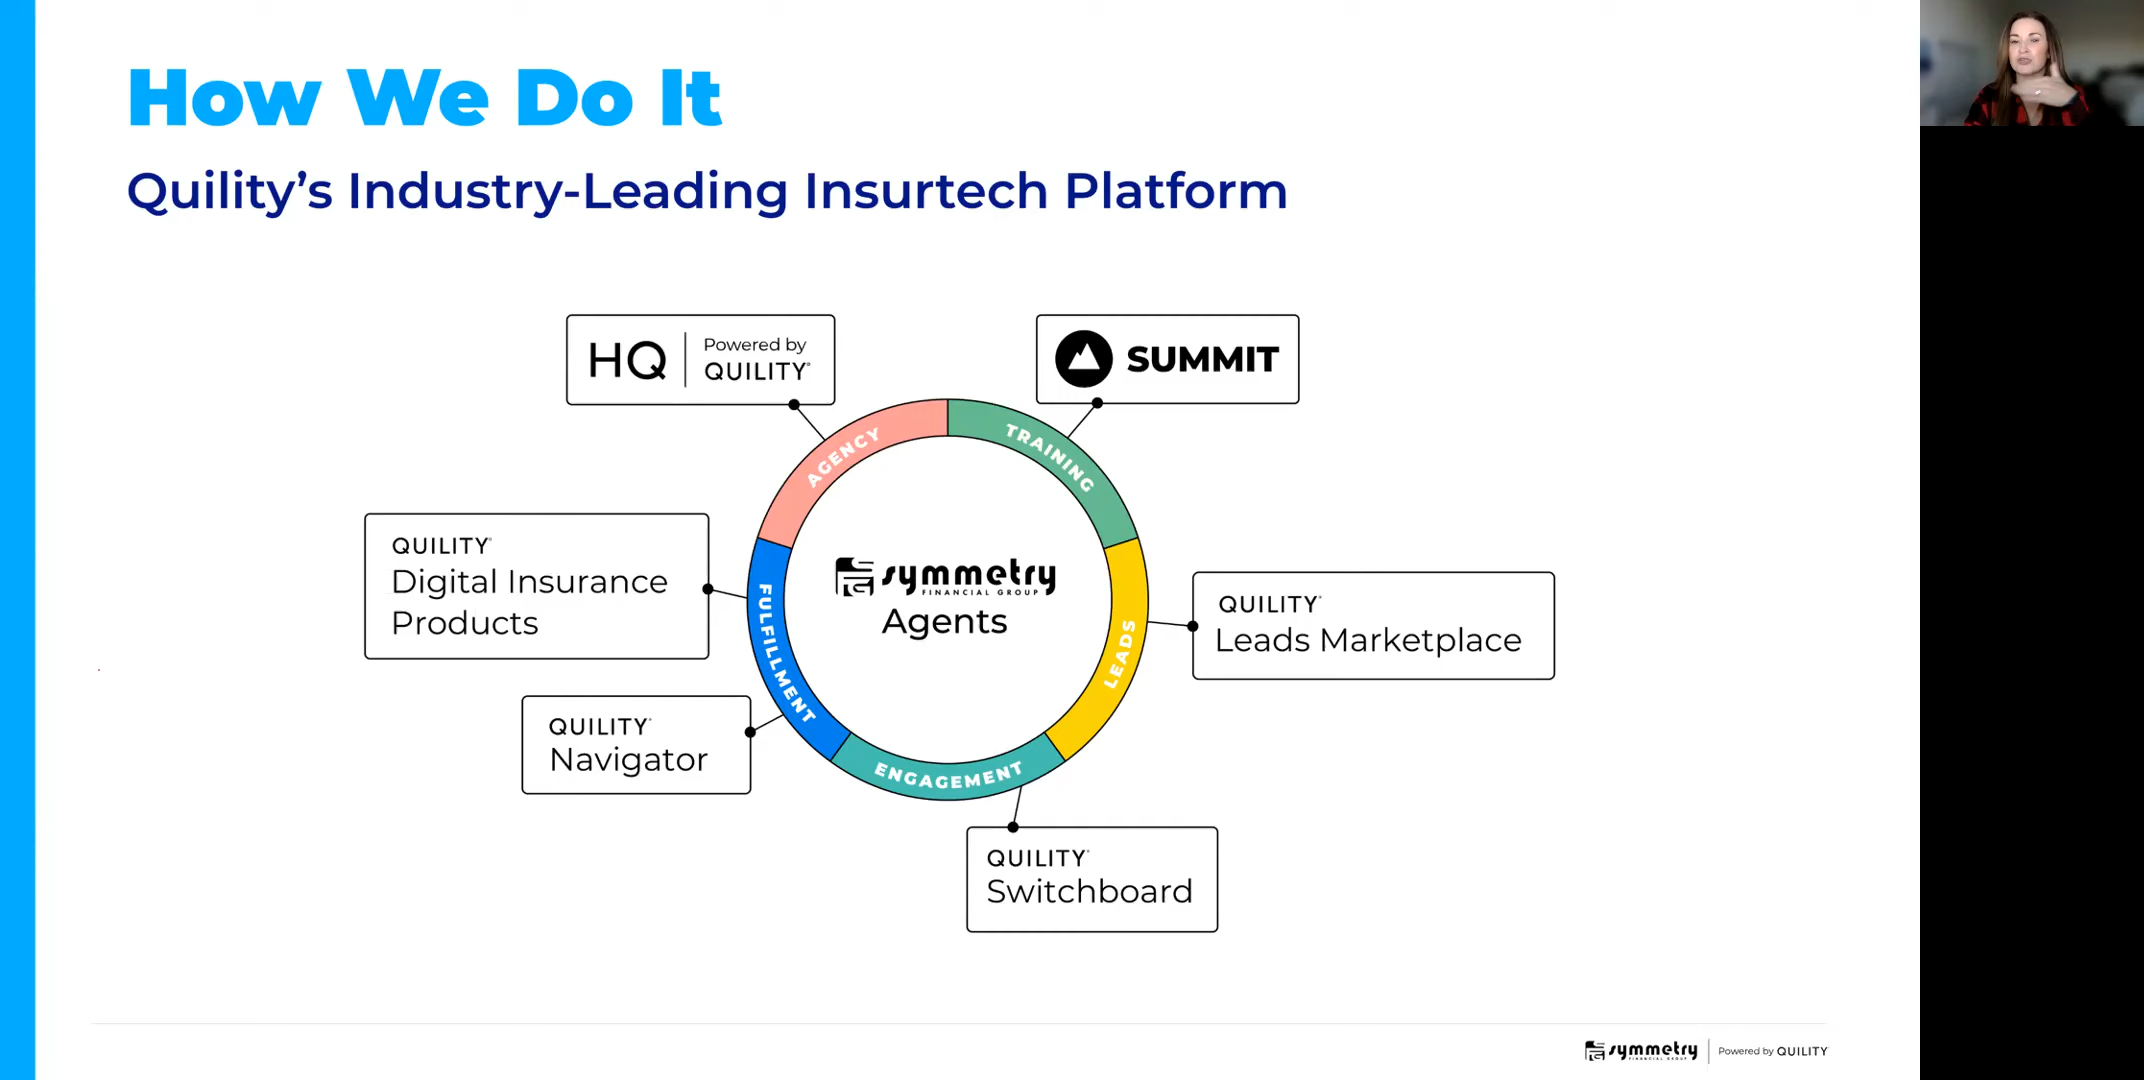 How We Do It
Quility’s Industry-Leading Insurtech Platform
HQ
Powered by
QUILITY®
SUMMIT
AGENCY
TRAINING
QUILITY®
Digital Insurance
Products
symmetry
FINANCIAL GROUP
Agents
FULFILLMENT
LEADS
QUILITY®
Leads Marketplace
QUILITY®
Navigator
ENGAGEMENT
QUILITY®
Switchboard
symmetry
FINANCIAL GROUP
Powered by QUILITY